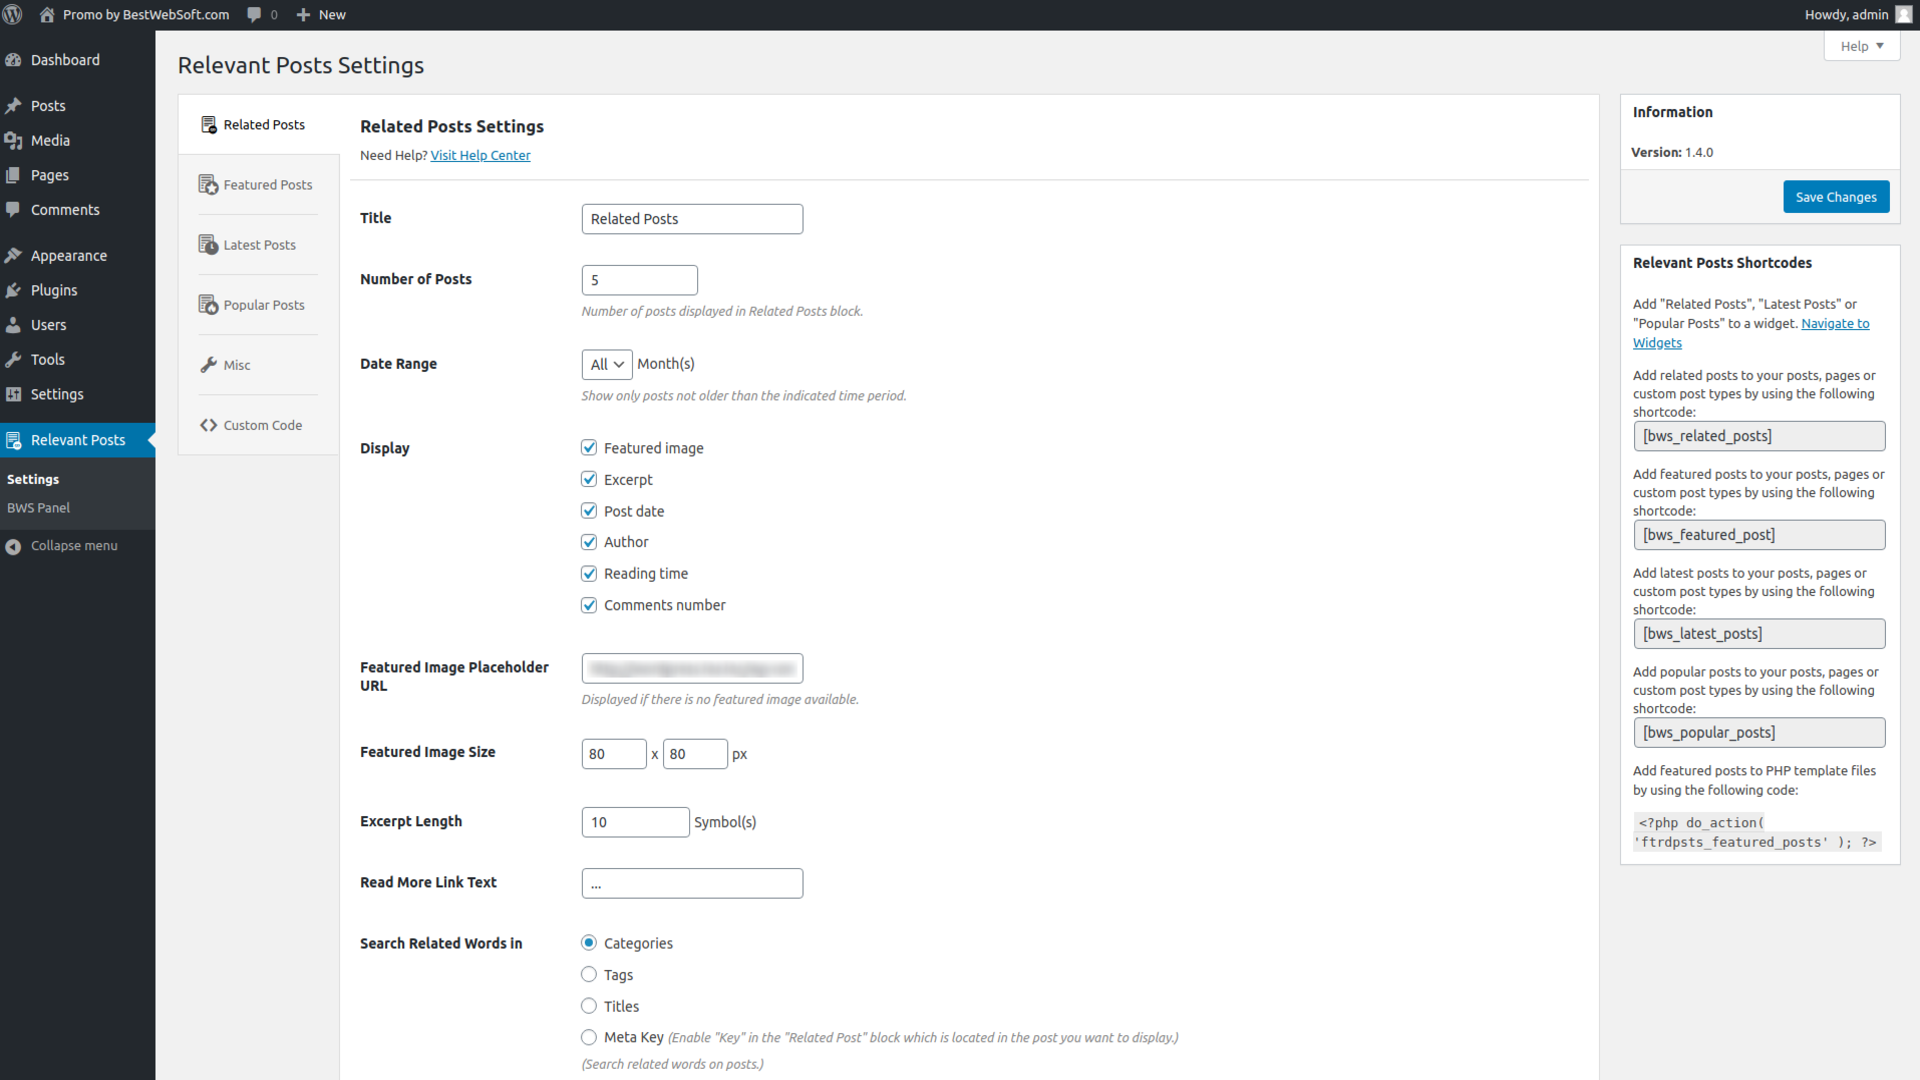 Promo by BestWebSoft.com
0
New
Howdy, admin
Help
Dashboard
Posts
Media
Pages
Comments
Appearance
Plugins
Users
Tools
Settings
Relevant Posts
Settings
BWS Panel
Collapse menu
Relevant Posts Settings
Related Posts
Featured Posts
Latest Posts
Popular Posts
Misc
Custom Code
Related Posts Settings
Need Help? Visit Help Center
Title
Related Posts
Number of Posts
5
Number of posts displayed in Related Posts block.
Date Range
All
Month(s)
Show only posts not older than the indicated time period.
Display
Featured image
Excerpt
Post date
Author
Reading time
Comments number
Featured Image Placeholder
URL
Displayed if there is no featured image available.
Featured Image Size
80 x 80 px
Excerpt Length
10 Symbol(s)
Read More Link Text
...
Search Related Words in
Categories
Tags
Titles
Meta Key (Enable "Key" in the "Related Post" block which is located in the post you want to display.)
(Search related words on posts.)
Information
Version: 1.4.0
Save Changes
Relevant Posts Shortcodes
Add "Related Posts", "Latest Posts" or
"Popular Posts" to a widget. Navigate to
Widgets
Add related posts to your posts, pages or
custom post types by using the following
shortcode:
[bws_related_posts]
Add featured posts to your posts, pages or
custom post types by using the following
shortcode:
[bws_featured_post]
Add latest posts to your posts, pages or
custom post types by using the following
shortcode:
[bws_latest_posts]
Add popular posts to your posts, pages or
custom post types by using the following
shortcode:
[bws_popular_posts]
Add featured posts to PHP template files
by using the following code:
<?php do_action(
'ftrdpsts_featured_posts' ); ?>